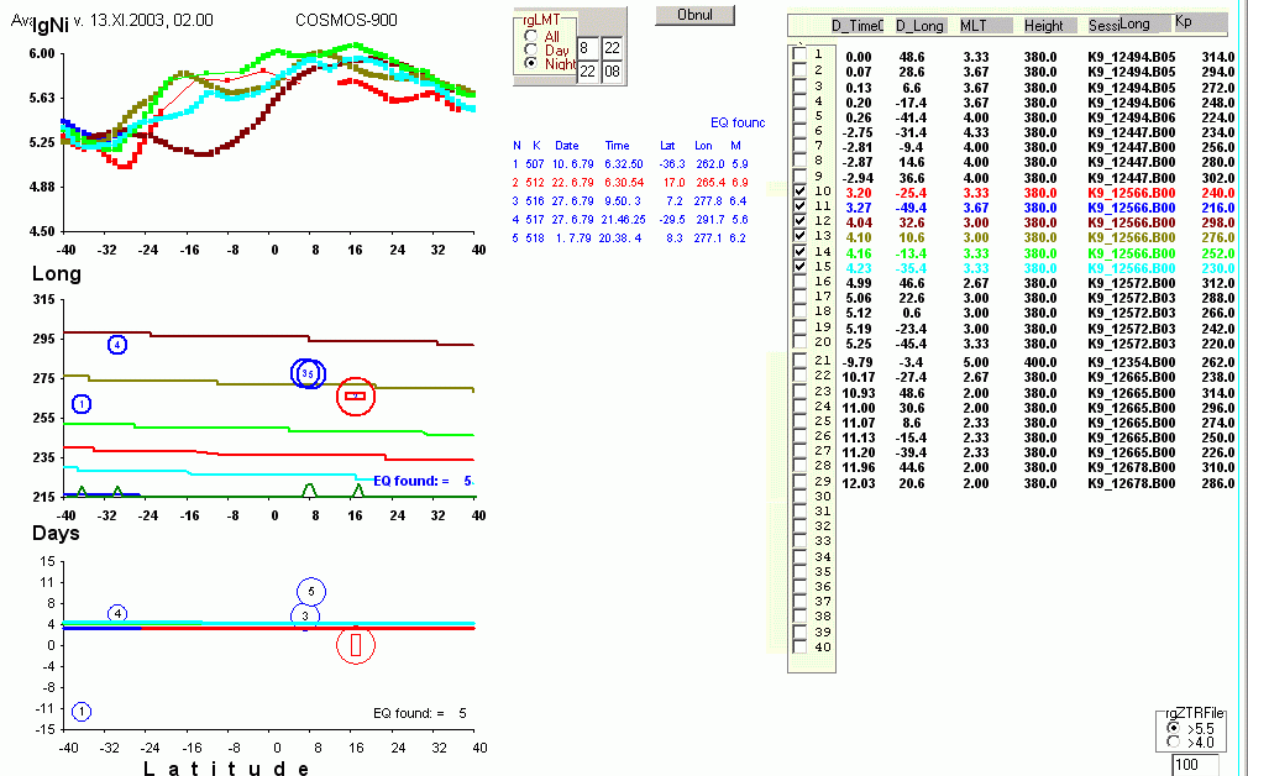 Ava
lgNi v. 13.XI.2003, 02.00 COSMOS-900
6.00
5.63
5.25
4.88
4.50
-40 -32 -24 -16 -8 0 8 16 24 32 40
Long
315
295
275
255
235
215
4
3 5
1
EQ found: = 5
-40 -32 -24 -16 -8 0 8 16 24 32 40
Days
15
11
8
4
0
-4
-8
-11
-15
5
4
3
1
EQ found: = 5
-40 -32 -24 -16 -8 0 8 16 24 32 40
Latitude
rgLMT
All
Day 8 22
Night 22 08
Obnul
EQ func
N K Date Time Lat Lon M
1 507 10. 6.79 6.32.50 -36.3 262.0 5.9
2 512 22. 6.79 6.30.54 17.0 265.4 6.9
3 516 27. 6.79 9.50. 3 7.2 277.8 6.4
4 517 27. 6.79 21.46.25 -29.5 291.7 5.6
5 518 1. 7.79 20.38. 4 8.3 277.1 6.2
D_TimeD D_Long MLT Height Sessi Long Kp
1 0.00 48.6 3.33 380.0 K9_12494.B05 314.0
2 0.07 28.6 3.67 380.0 K9_12494.B05 294.0
3 0.13 6.6 3.67 380.0 K9_12494.B05 272.0
4 0.20 -17.4 3.67 380.0 K9_12494.B06 248.0
5 0.26 -41.4 4.00 380.0 K9_12494.B06 224.0
6 -2.75 -31.4 4.33 380.0 K9_12447.B00 234.0
7 -2.81 -9.4 4.00 380.0 K9_12447.B00 256.0
8 -2.87 14.6 4.00 380.0 K9_12447.B00 280.0
9 -2.94 36.6 4.00 380.0 K9_12447.B00 302.0
10 3.20 -25.4 3.33 380.0 K9_12566.B00 240.0
11 3.27 -49.4 3.67 380.0 K9_12566.B00 216.0
12 4.04 32.6 3.00 380.0 K9_12566.B00 298.0
13 4.10 10.6 3.00 380.0 K9_12566.B00 276.0
14 4.16 -13.4 3.33 380.0 K9_12566.B00 252.0
15 4.23 -35.4 3.33 380.0 K9_12566.B00 230.0
16 4.99 46.6 2.67 380.0 K9_12572.B00 312.0
17 5.06 22.6 3.00 380.0 K9_12572.B03 288.0
18 5.12 0.6 3.00 380.0 K9_12572.B03 266.0
19 5.19 -23.4 3.00 380.0 K9_12572.B03 242.0
20 5.25 -45.4 3.33 380.0 K9_12572.B03 220.0
21 -9.79 -3.4 5.00 400.0 K9_12354.B00 262.0
22 10.17 -27.4 2.67 380.0 K9_12665.B00 238.0
23 10.93 48.6 2.00 380.0 K9_12665.B00 314.0
24 11.00 30.6 2.00 380.0 K9_12665.B00 296.0
25 11.07 8.6 2.33 380.0 K9_12665.B00 274.0
26 11.13 -15.4 2.33 380.0 K9_12665.B00 250.0
27 11.20 -39.4 2.33 380.0 K9_12665.B00 226.0
28 11.96 44.6 2.00 380.0 K9_12678.B00 310.0
29 12.03 20.6 2.00 380.0 K9_12678.B00 286.0
30
31
32
33
34
35
36
37
38
39
40
rgZTRFile
>5.5
>4.0
100